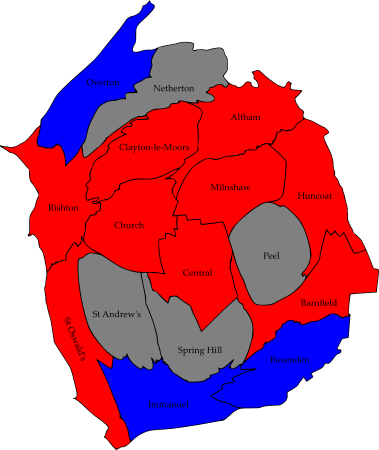 Overton
Netherton
Altham
Clayton-le-Moors
Milnshaw
Huncoat
Rishton
Church
Peel
Central
Barnfield
St Andrew's
St Oswald's
Spring Hill
Baxenden
Immanuel